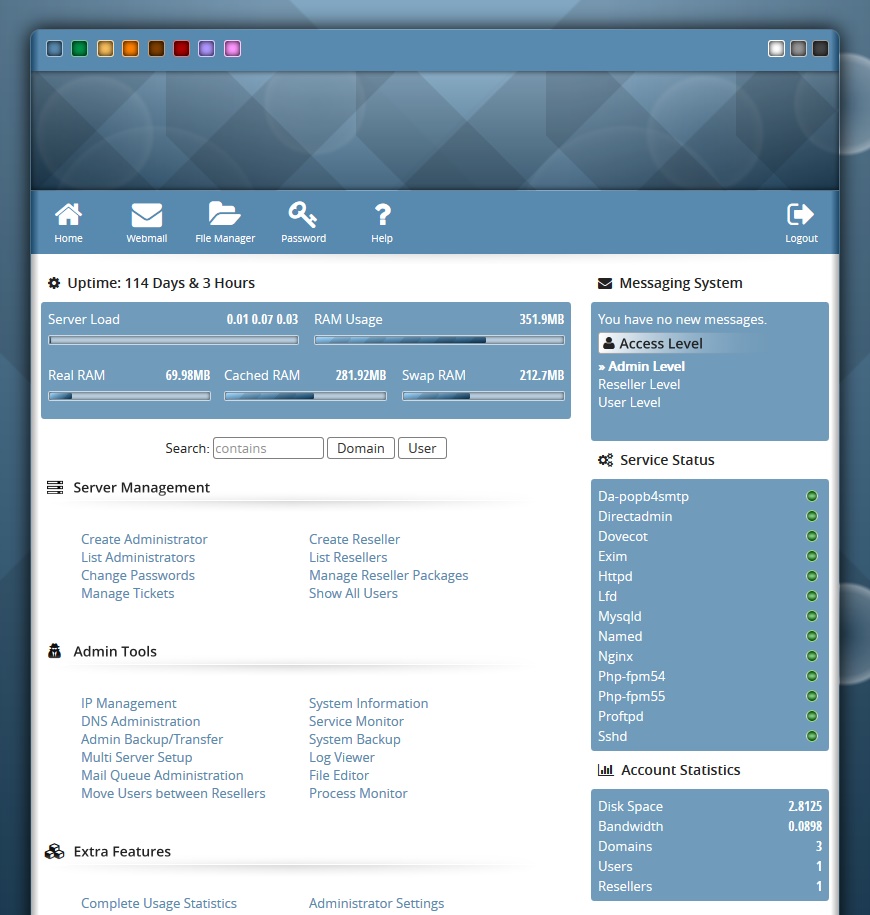 Home Webmail File Manager Password Help Logout
Uptime: 114 Days & 3 Hours
Server Load 0.01 0.07 0.03 RAM Usage 351.9MB
Real RAM 69.98MB Cached RAM 281.92MB Swap RAM 212.7MB
Search: contains Domain User
Server Management
Create Administrator Create Reseller
List Administrators List Resellers
Change Passwords Manage Reseller Packages
Manage Tickets Show All Users
Admin Tools
IP Management System Information
DNS Administration Service Monitor
Admin Backup/Transfer System Backup
Multi Server Setup Log Viewer
Mail Queue Administration File Editor
Move Users between Resellers Process Monitor
Extra Features
Complete Usage Statistics Administrator Settings
Messaging System
You have no new messages.
Access Level
» Admin Level
Reseller Level
User Level
Service Status
Da-popb4smtp
Directadmin
Dovecot
Exim
Httpd
Lfd
Mysqld
Named
Nginx
Php-fpm54
Php-fpm55
Proftpd
Sshd
Account Statistics
Disk Space 2.8125
Bandwidth 0.0898
Domains 3
Users 1
Resellers 1